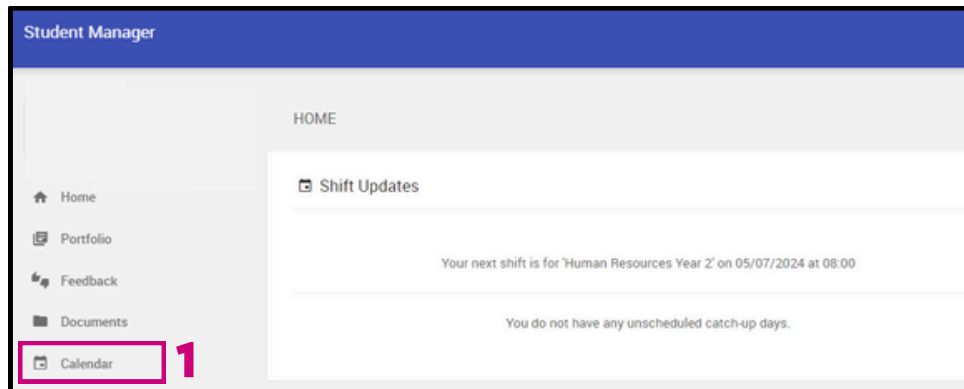 Student Manager
HOME
Shift Updates
Your next shift is for 'Human Resources Year 2' on 05/07/2024 at 08:00
You do not have any unscheduled catch-up days.
Home
Portfolio
Feedback
Documents
Calendar
1